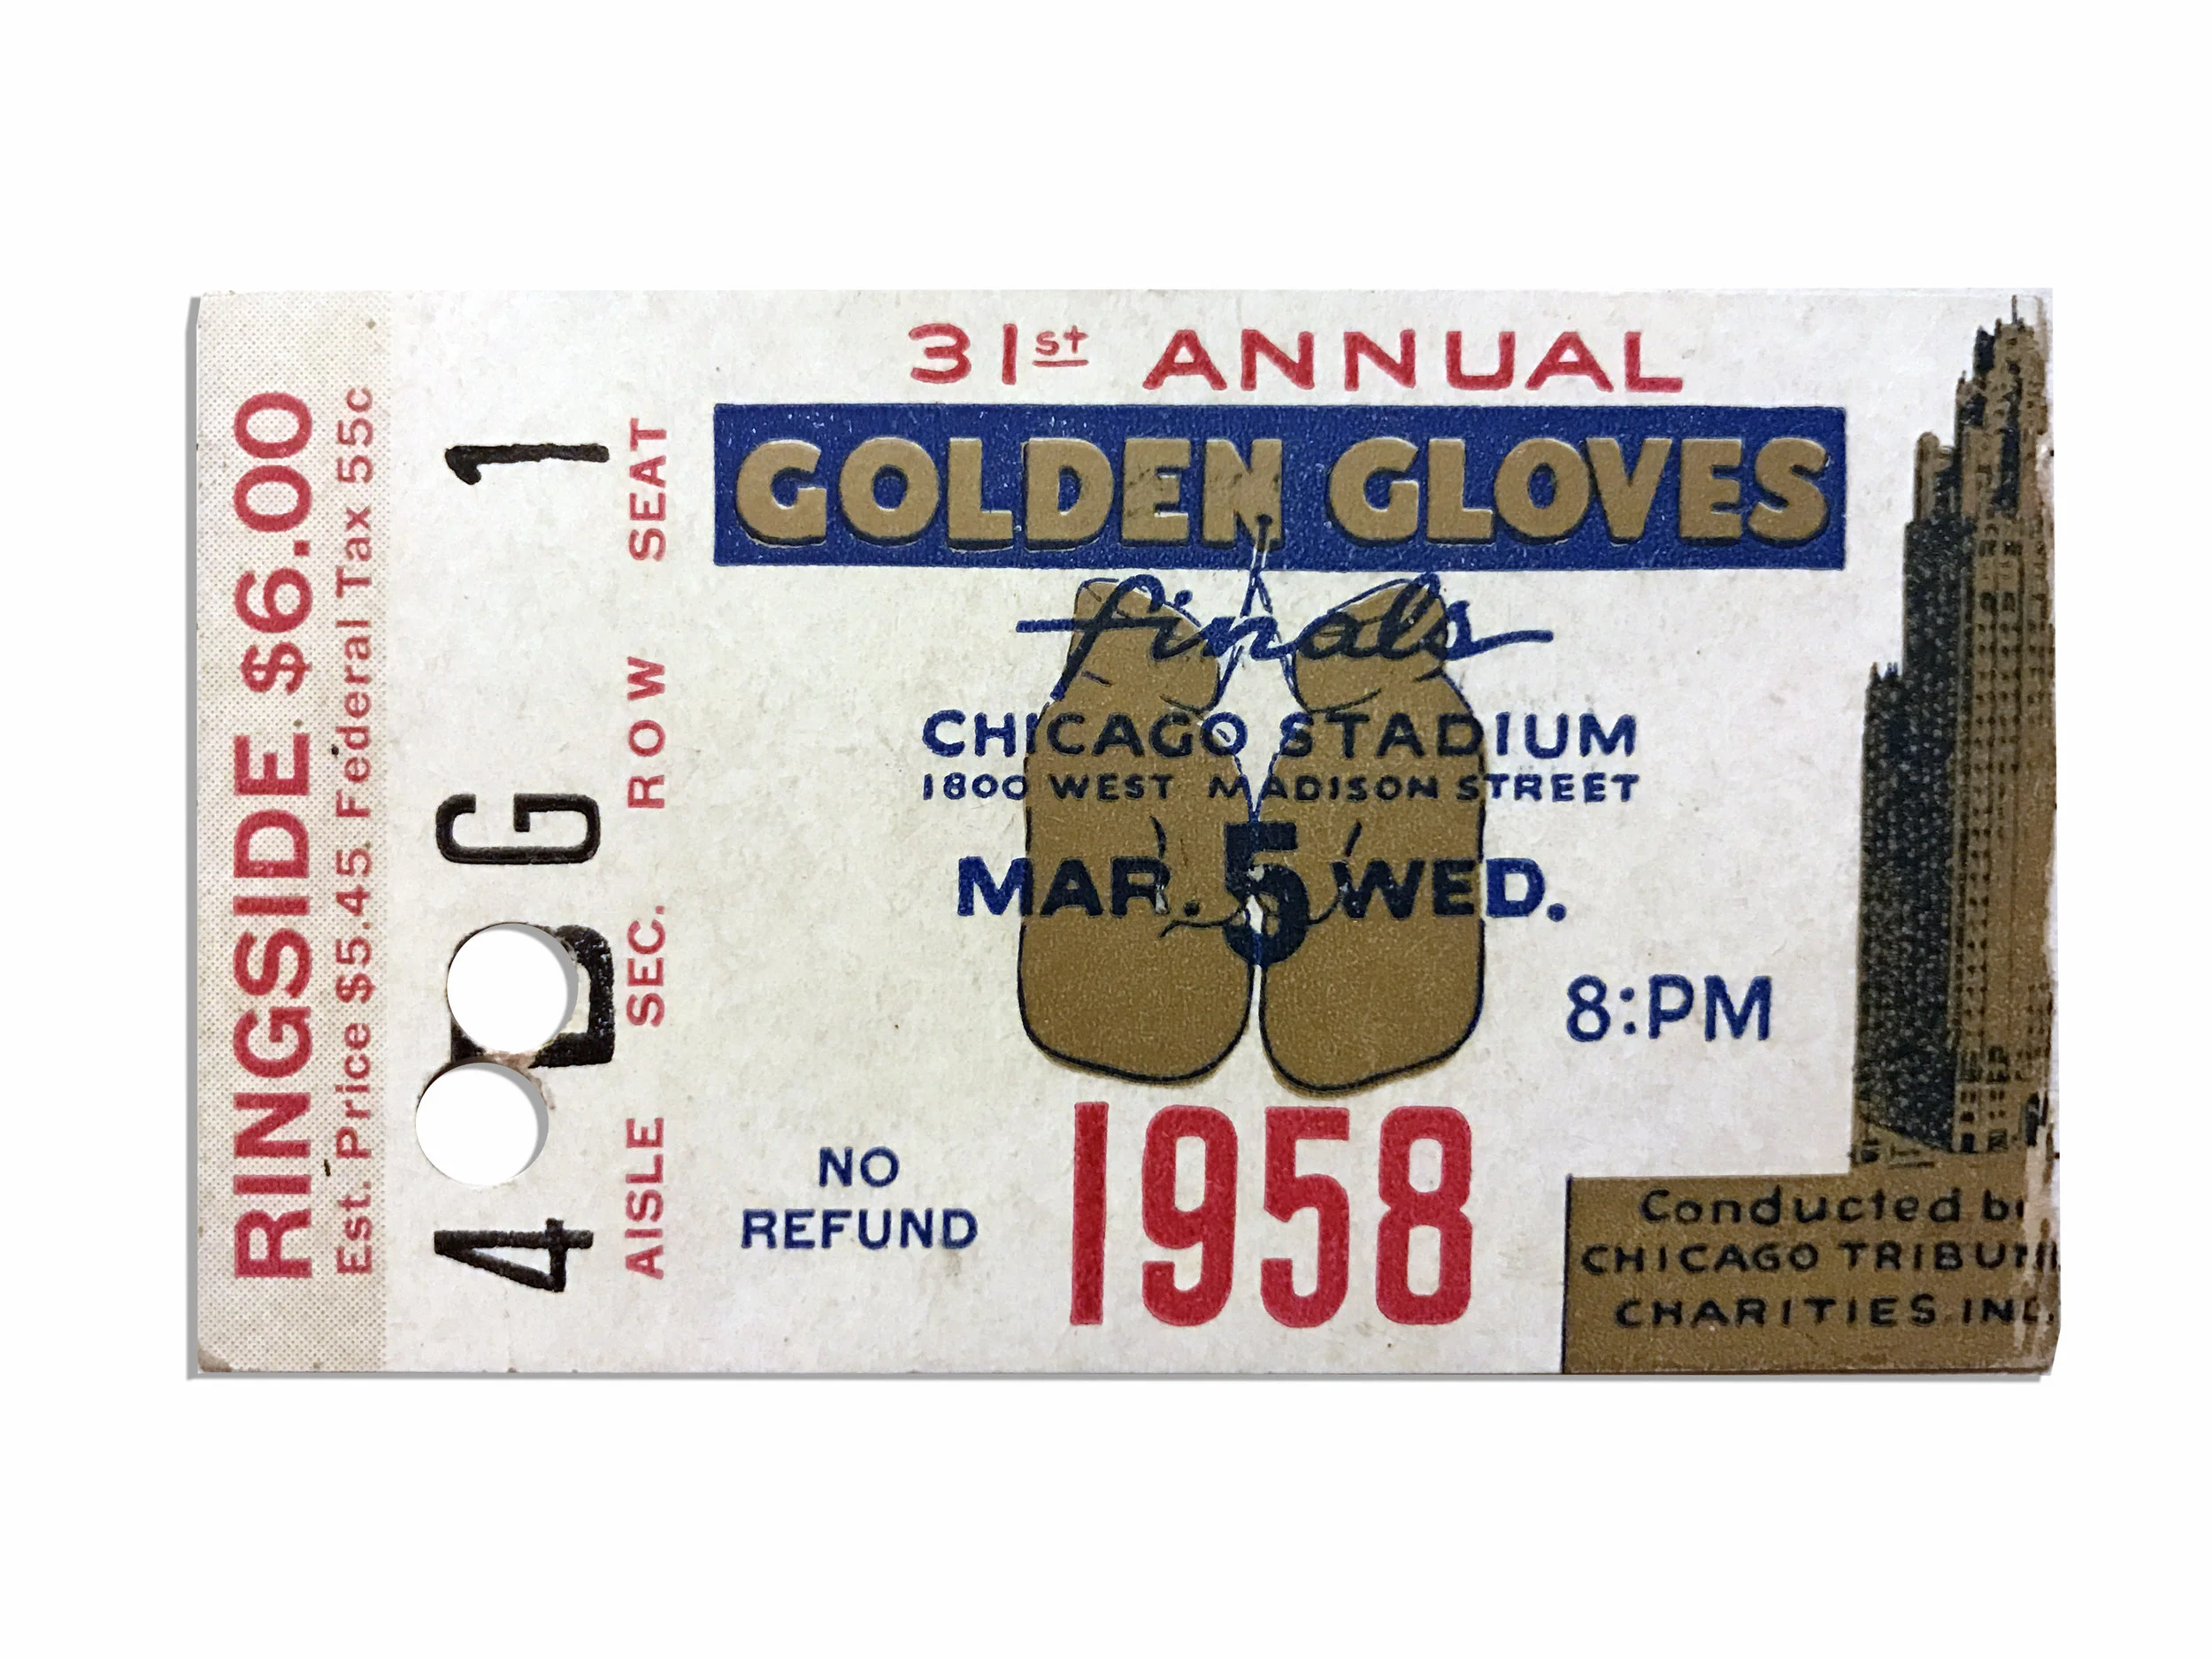 RINGSIDE $6.00
Est. Price $5.45 Federal Tax 55c
4 G 1
AISLE SEC. ROW SEAT
31st ANNUAL
GOLDEN GLOVES
finals
CHICAGO STADIUM
1800 WEST MADISON STREET
MAR. 5 WED.
8:PM
NO
REFUND
1958
Conducted by
CHICAGO TRIBUNE
CHARITIES INC.